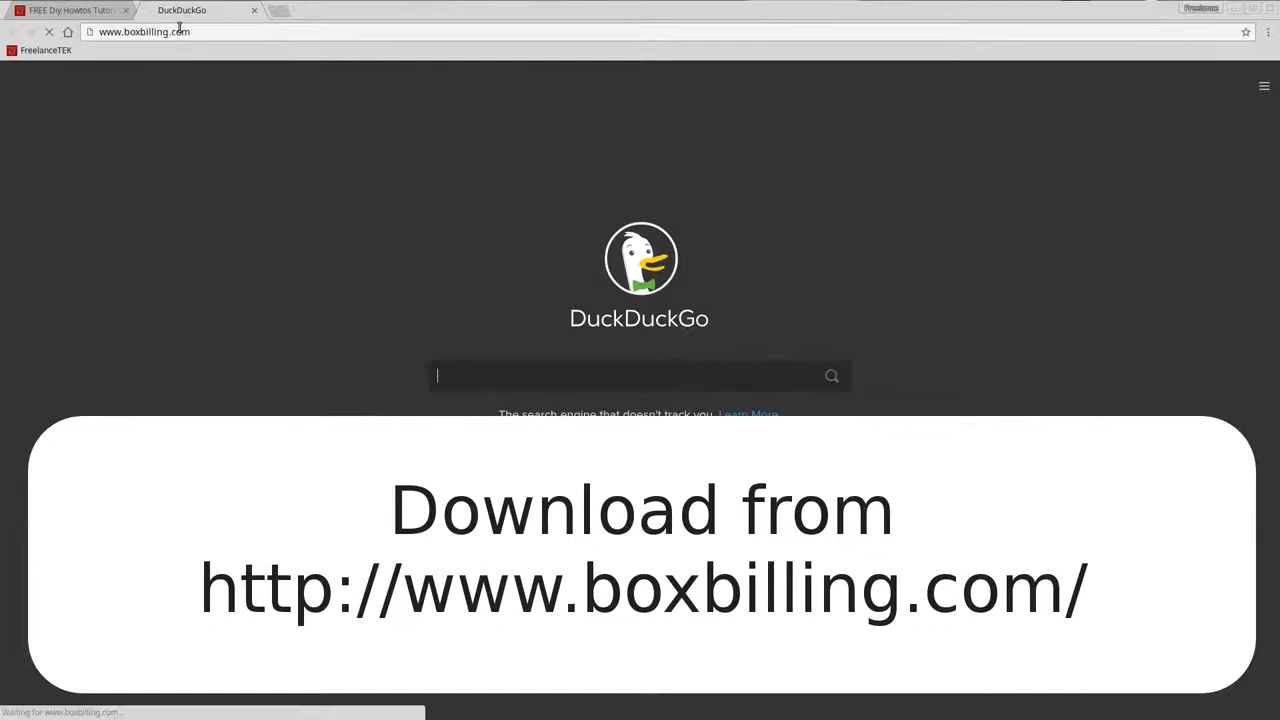 FREE Diy Howtos Tutor
DuckDuckGo
Freelance
www.boxbilling.com
FreelanceTEK
DuckDuckGo
The search engine that doesn't track you. Learn More.
Download from
http://www.boxbilling.com/
Waiting for www.boxbilling.com...